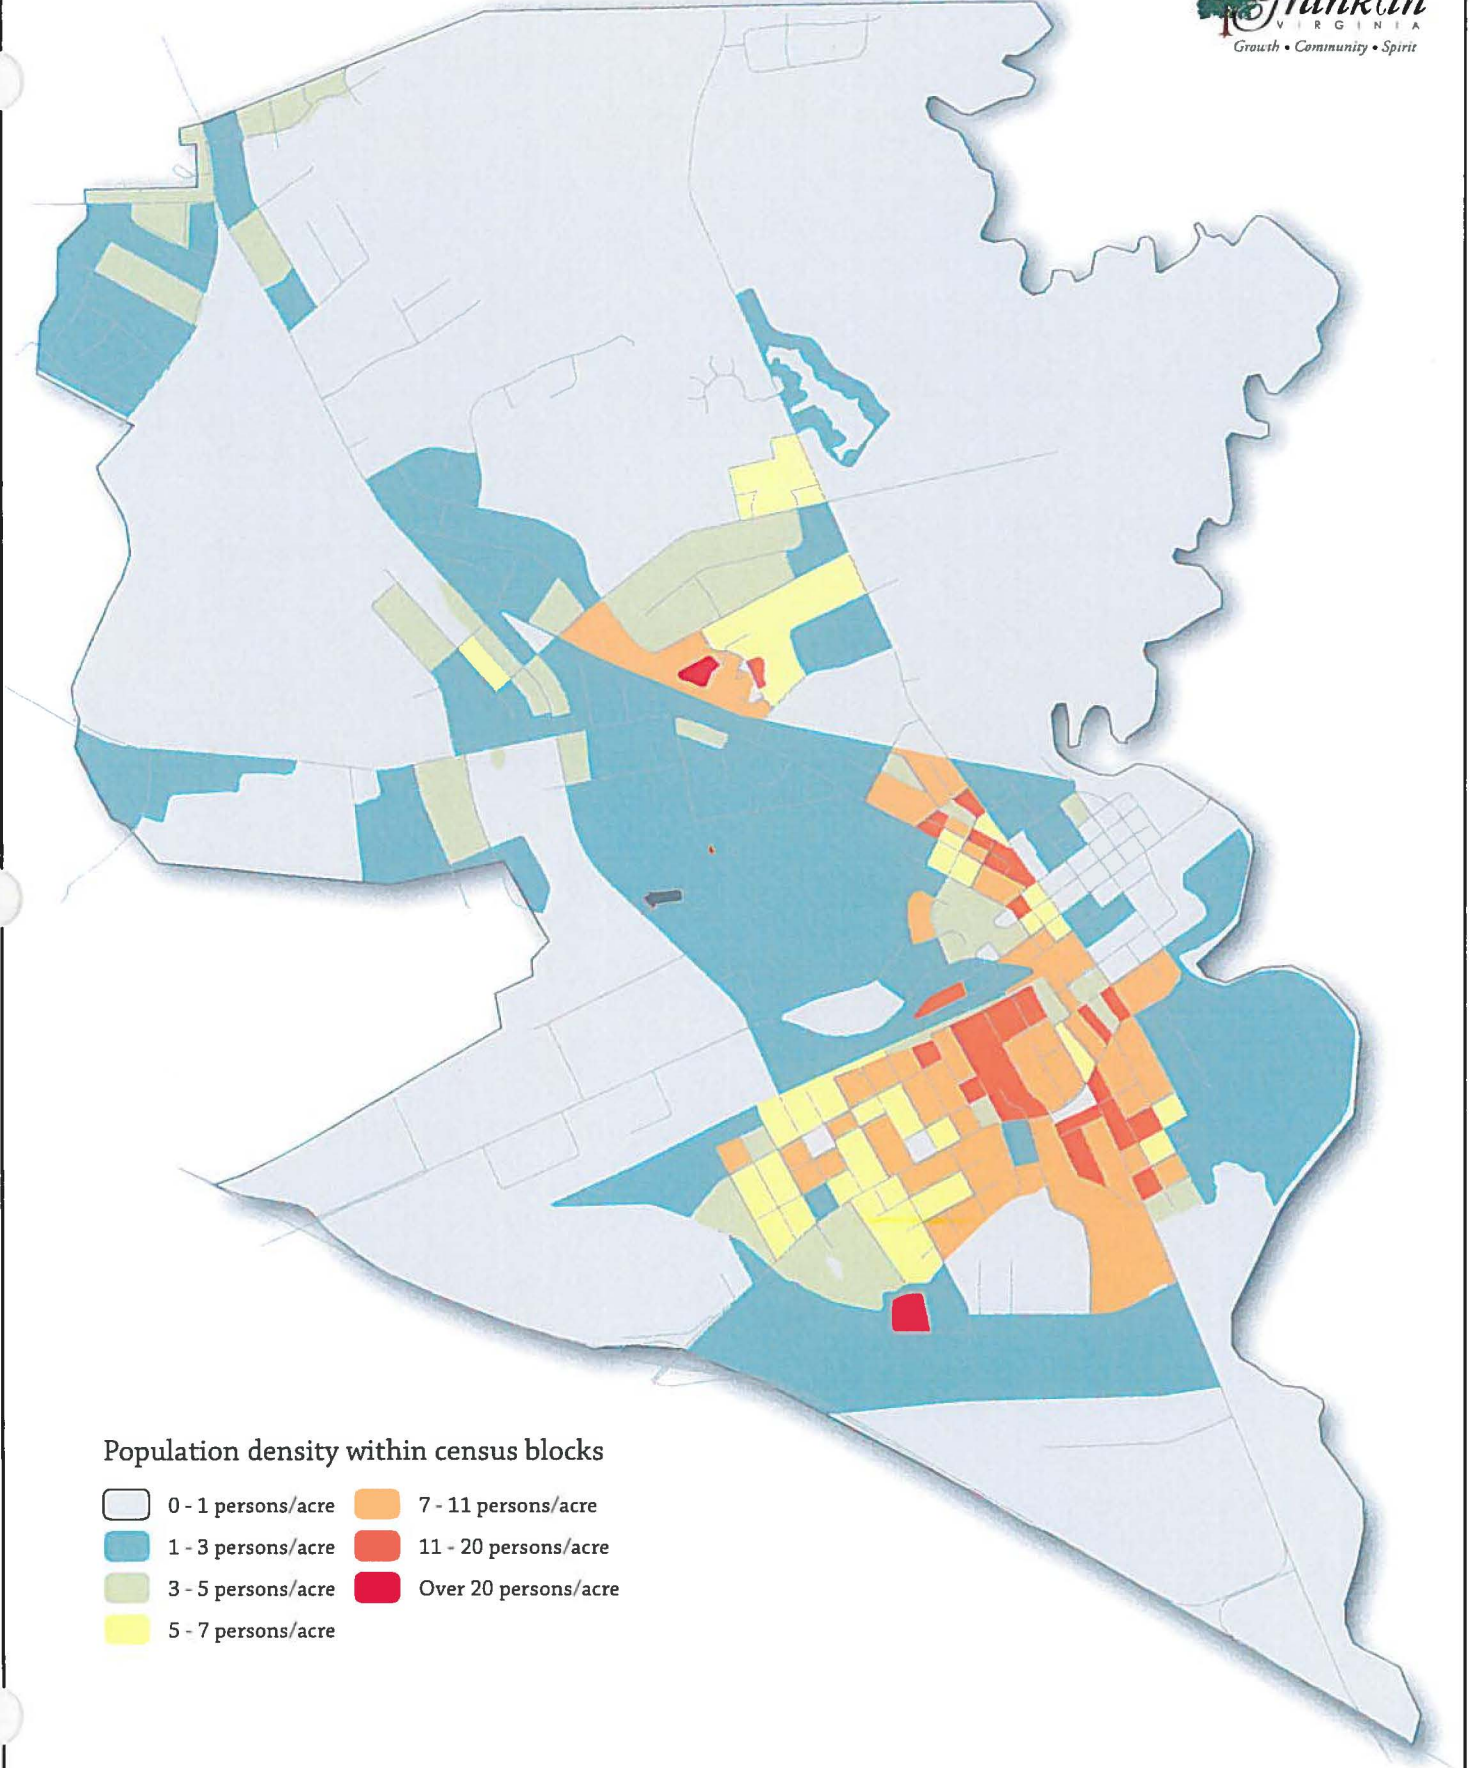 Franklin
VIRGINIA
Growth • Community • Spirit
Population density within census blocks
0 - 1 persons/acre
1 - 3 persons/acre
3 - 5 persons/acre
5 - 7 persons/acre
7 - 11 persons/acre
11 - 20 persons/acre
Over 20 persons/acre